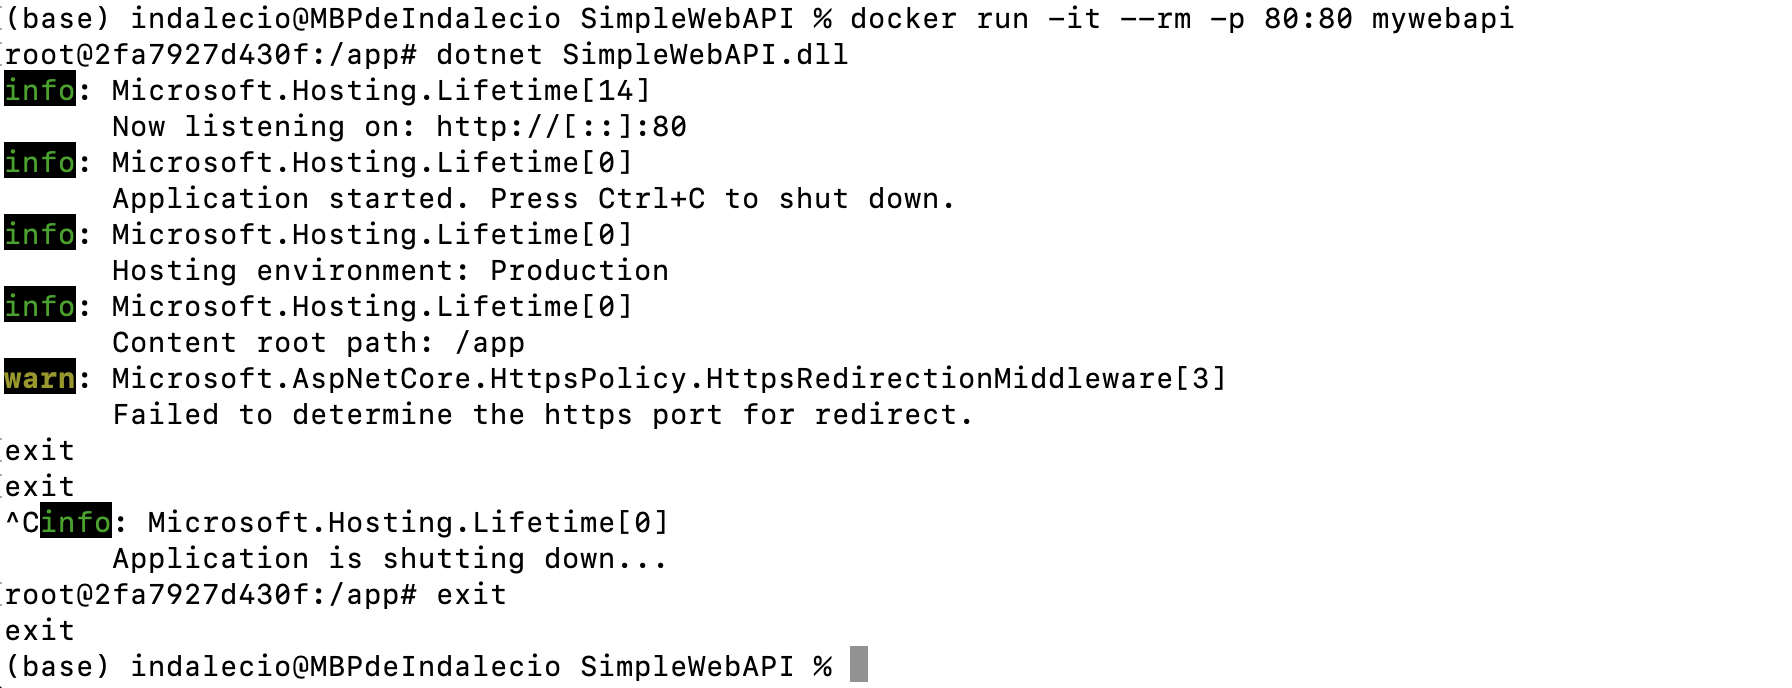 (base) indalecio@MBPdeIndalecio SimpleWebAPI % docker run -it --rm -p 80:80 mywebapi
root@2fa7927d430f:/app# dotnet SimpleWebAPI.dll
info: Microsoft.Hosting.Lifetime[14]
      Now listening on: http://[::]:80
info: Microsoft.Hosting.Lifetime[0]
      Application started. Press Ctrl+C to shut down.
info: Microsoft.Hosting.Lifetime[0]
      Hosting environment: Production
info: Microsoft.Hosting.Lifetime[0]
      Content root path: /app
warn: Microsoft.AspNetCore.HttpsPolicy.HttpsRedirectionMiddleware[3]
      Failed to determine the https port for redirect.
exit
exit
^Cinfo: Microsoft.Hosting.Lifetime[0]
      Application is shutting down...
root@2fa7927d430f:/app# exit
exit
(base) indalecio@MBPdeIndalecio SimpleWebAPI %